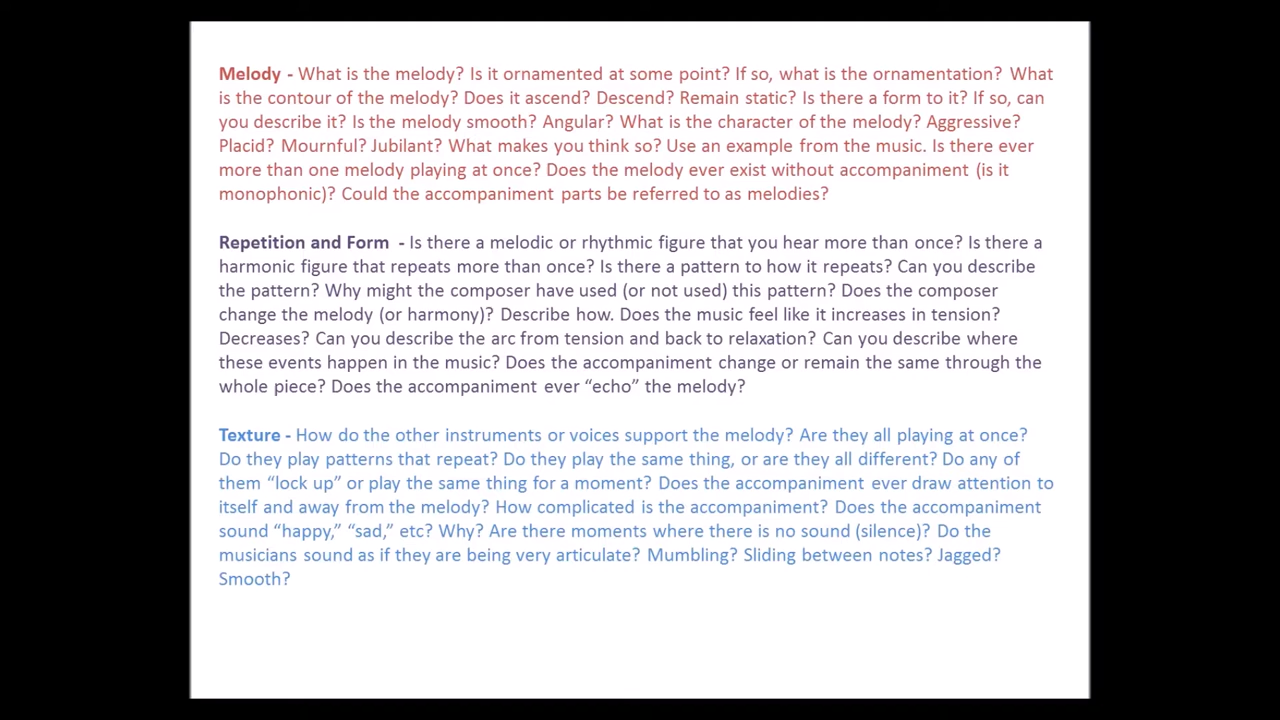 Melody - What is the melody? Is it ornamented at some point? If so, what is the ornamentation? What
is the contour of the melody? Does it ascend? Descend? Remain static? Is there a form to it? If so, can
you describe it? Is the melody smooth? Angular? What is the character of the melody? Aggressive?
Placid? Mournful? Jubilant? What makes you think so? Use an example from the music. Is there ever
more than one melody playing at once? Does the melody ever exist without accompaniment (is it
monophonic)? Could the accompaniment parts be referred to as melodies?
Repetition and Form - Is there a melodic or rhythmic figure that you hear more than once? Is there a
harmonic figure that repeats more than once? Is there a pattern to how it repeats? Can you describe
the pattern? Why might the composer have used (or not used) this pattern? Does the composer
change the melody (or harmony)? Describe how. Does the music feel like it increases in tension?
Decreases? Can you describe the arc from tension and back to relaxation? Can you describe where
these events happen in the music? Does the accompaniment change or remain the same through the
whole piece? Does the accompaniment ever “echo” the melody?
Texture - How do the other instruments or voices support the melody? Are they all playing at once?
Do they play patterns that repeat? Do they play the same thing, or are they all different? Do any of
them “lock up” or play the same thing for a moment? Does the accompaniment ever draw attention to
itself and away from the melody? How complicated is the accompaniment? Does the accompaniment
sound “happy,” “sad,” etc? Why? Are there moments where there is no sound (silence)? Do the
musicians sound as if they are being very articulate? Mumbling? Sliding between notes? Jagged?
Smooth?